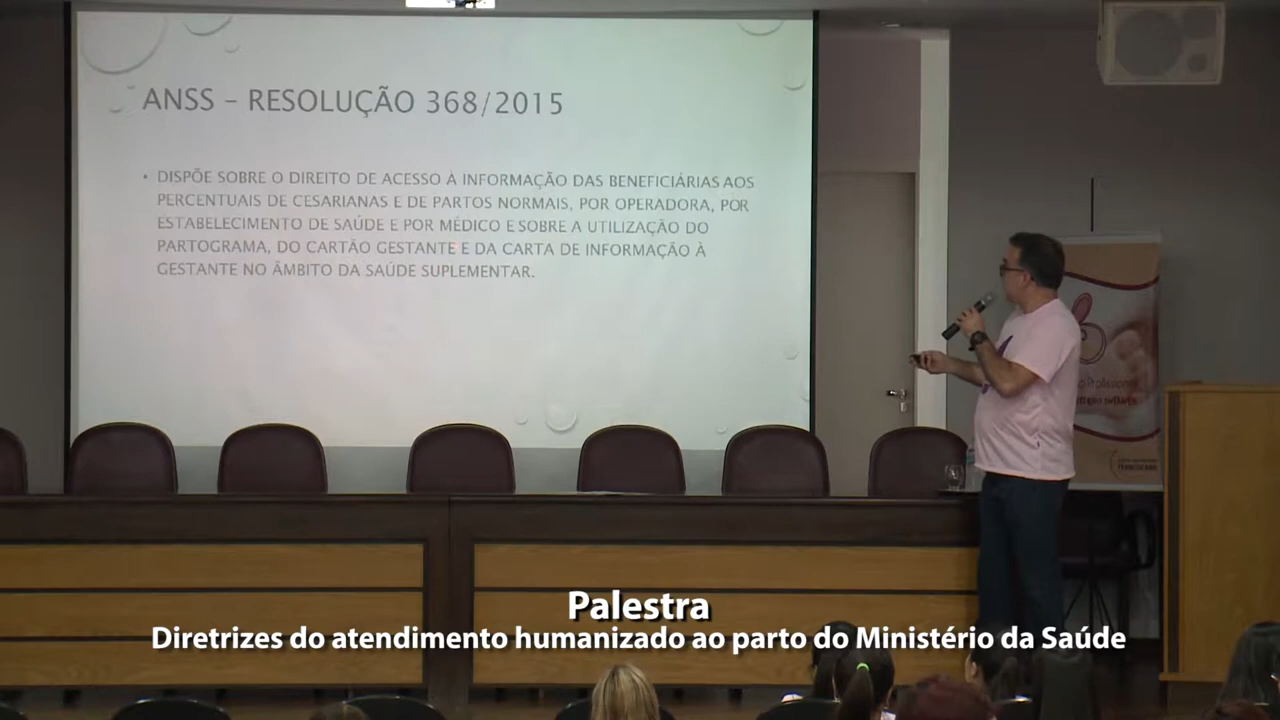 ANSS – RESOLUÇÃO 368/2015
• DISPÕE SOBRE O DIREITO DE ACESSO À INFORMAÇÃO DAS BENEFICIÁRIAS AOS
PERCENTUAIS DE CESARIANAS E DE PARTOS NORMAIS, POR OPERADORA, POR
ESTABELECIMENTO DE SAÚDE E POR MÉDICO E SOBRE A UTILIZAÇÃO DO
PARTOGRAMA, DO CARTÃO GESTANTE E DA CARTA DE INFORMAÇÃO À
GESTANTE NO ÂMBITO DA SAÚDE SUPLEMENTAR.
Palestra
Diretrizes do atendimento humanizado ao parto do Ministério da Saúde